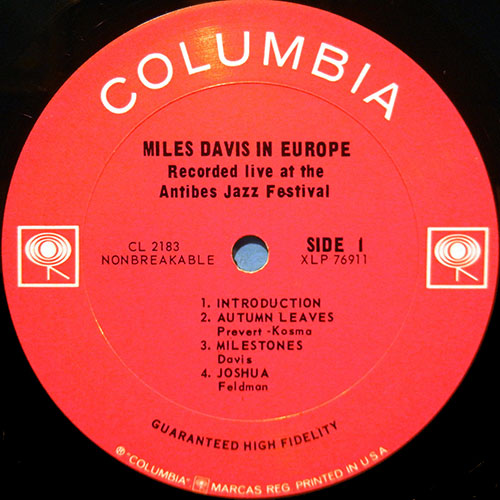 COLUMBIA
MILES DAVIS IN EUROPE
Recorded live at the
Antibes Jazz Festival
CL 2183
NONBREAKABLE
SIDE 1
XLP 76911
1. INTRODUCTION
2. AUTUMN LEAVES
Prevert-Kosma
3. MILESTONES
Davis
4. JOSHUA
Feldman
GUARANTEED HIGH FIDELITY
® "COLUMBIA" MARCAS REG. PRINTED IN U.S.A.